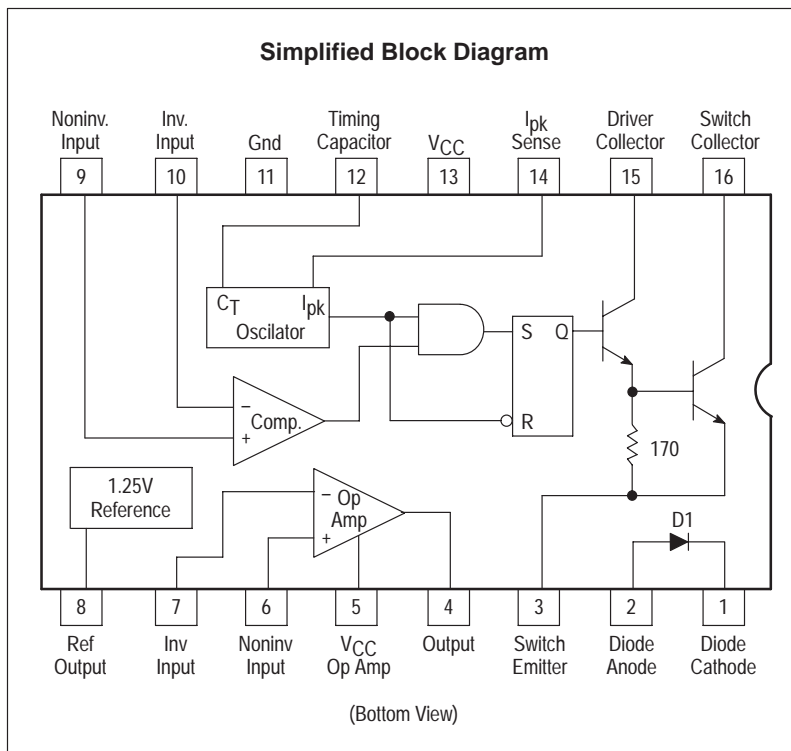 Simplified Block Diagram
Noninv.
Input
Inv.
Input
Gnd
Timing
Capacitor
VCC
Ipk
Sense
Driver
Collector
Switch
Collector
9 10 11 12 13 14 15 16
CT Ipk
Oscilator
S Q
R
−
Comp.
+
170
1.25V
Reference
− Op
Amp
+
D1
8 7 6 5 4 3 2 1
Ref
Output
Inv
Input
Noninv
Input
VCC
Op Amp
Output
Switch
Emitter
Diode
Anode
Diode
Cathode
(Bottom View)